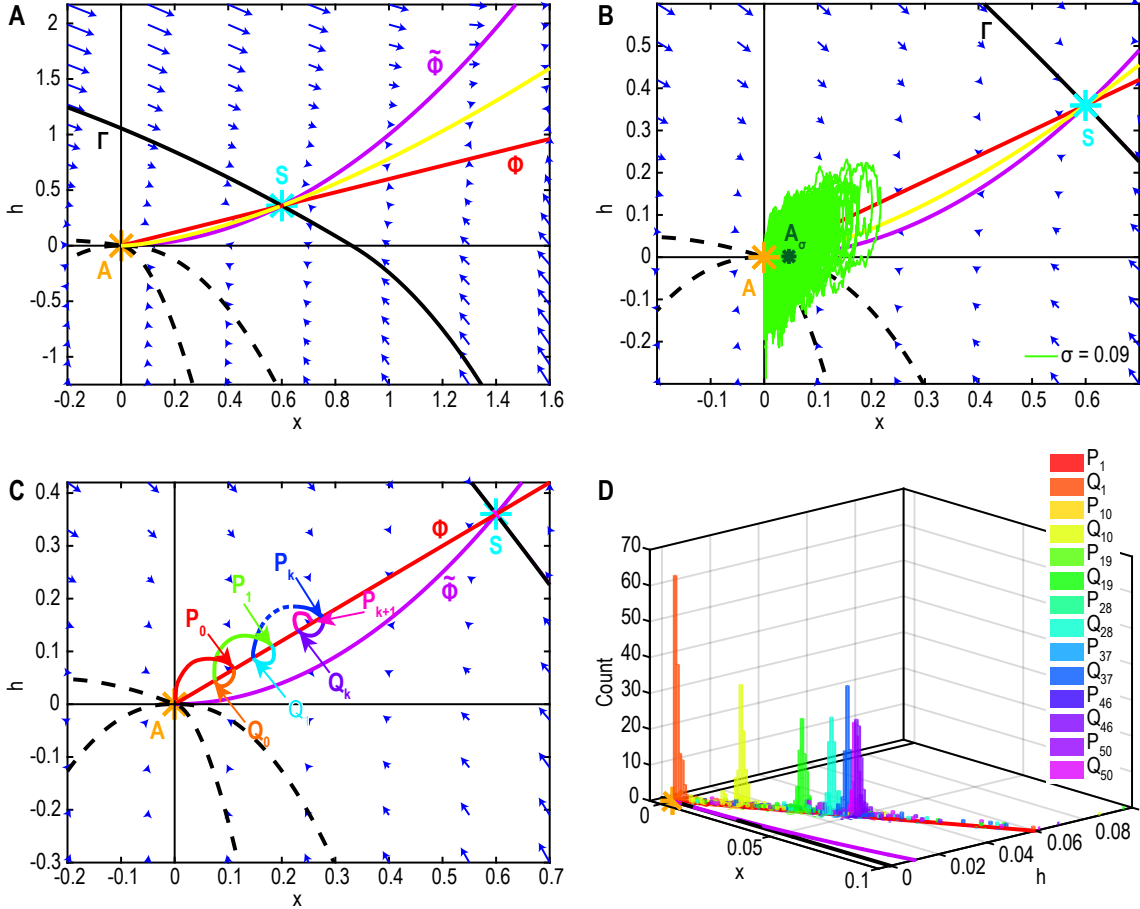 A
2
1.5
1
0.5
0
-0.5
-1
h
Γ
Φ̃
Φ
S
A
-0.2 0 0.2 0.4 0.6 0.8 1.0 1.2 1.4 1.6
x
B
0.5
0.4
0.3
0.2
0.1
0
-0.1
-0.2
h
Γ
S
Aσ
A
σ = 0.09
-0.1 0 0.1 0.2 0.3 0.4 0.5 0.6
x
C
0.4
0.3
0.2
0.1
0
-0.1
-0.2
-0.3
h
Φ
S
Φ̃
Pk
P1
Pk+1
P0
Qk
Q0
A
-0.2 -0.1 0 0.1 0.2 0.3 0.4 0.5 0.6 0.7
x
D
70
60
50
40
30
20
10
0
Count
0
0.05
0.1
x
0
0.02
0.04
0.06
0.08
h
P1
Q1
P10
Q10
P19
Q19
P28
Q28
P37
Q37
P46
Q46
P50
Q50